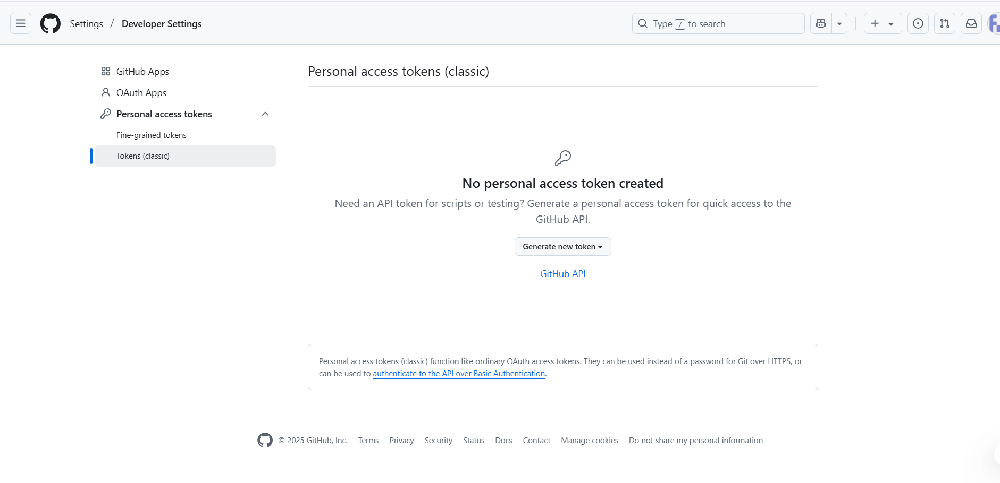 Settings / Developer Settings
Type / to search
GitHub Apps
OAuth Apps
Personal access tokens
Fine-grained tokens
Tokens (classic)
Personal access tokens (classic)
No personal access token created
Need an API token for scripts or testing? Generate a personal access token for quick access to the
GitHub API.
Generate new token
GitHub API
Personal access tokens (classic) function like ordinary OAuth access tokens. They can be used instead of a password for Git over HTTPS, or
can be used to authenticate to the API over Basic Authentication.
© 2025 GitHub, Inc. Terms Privacy Security Status Docs Contact Manage cookies Do not share my personal information